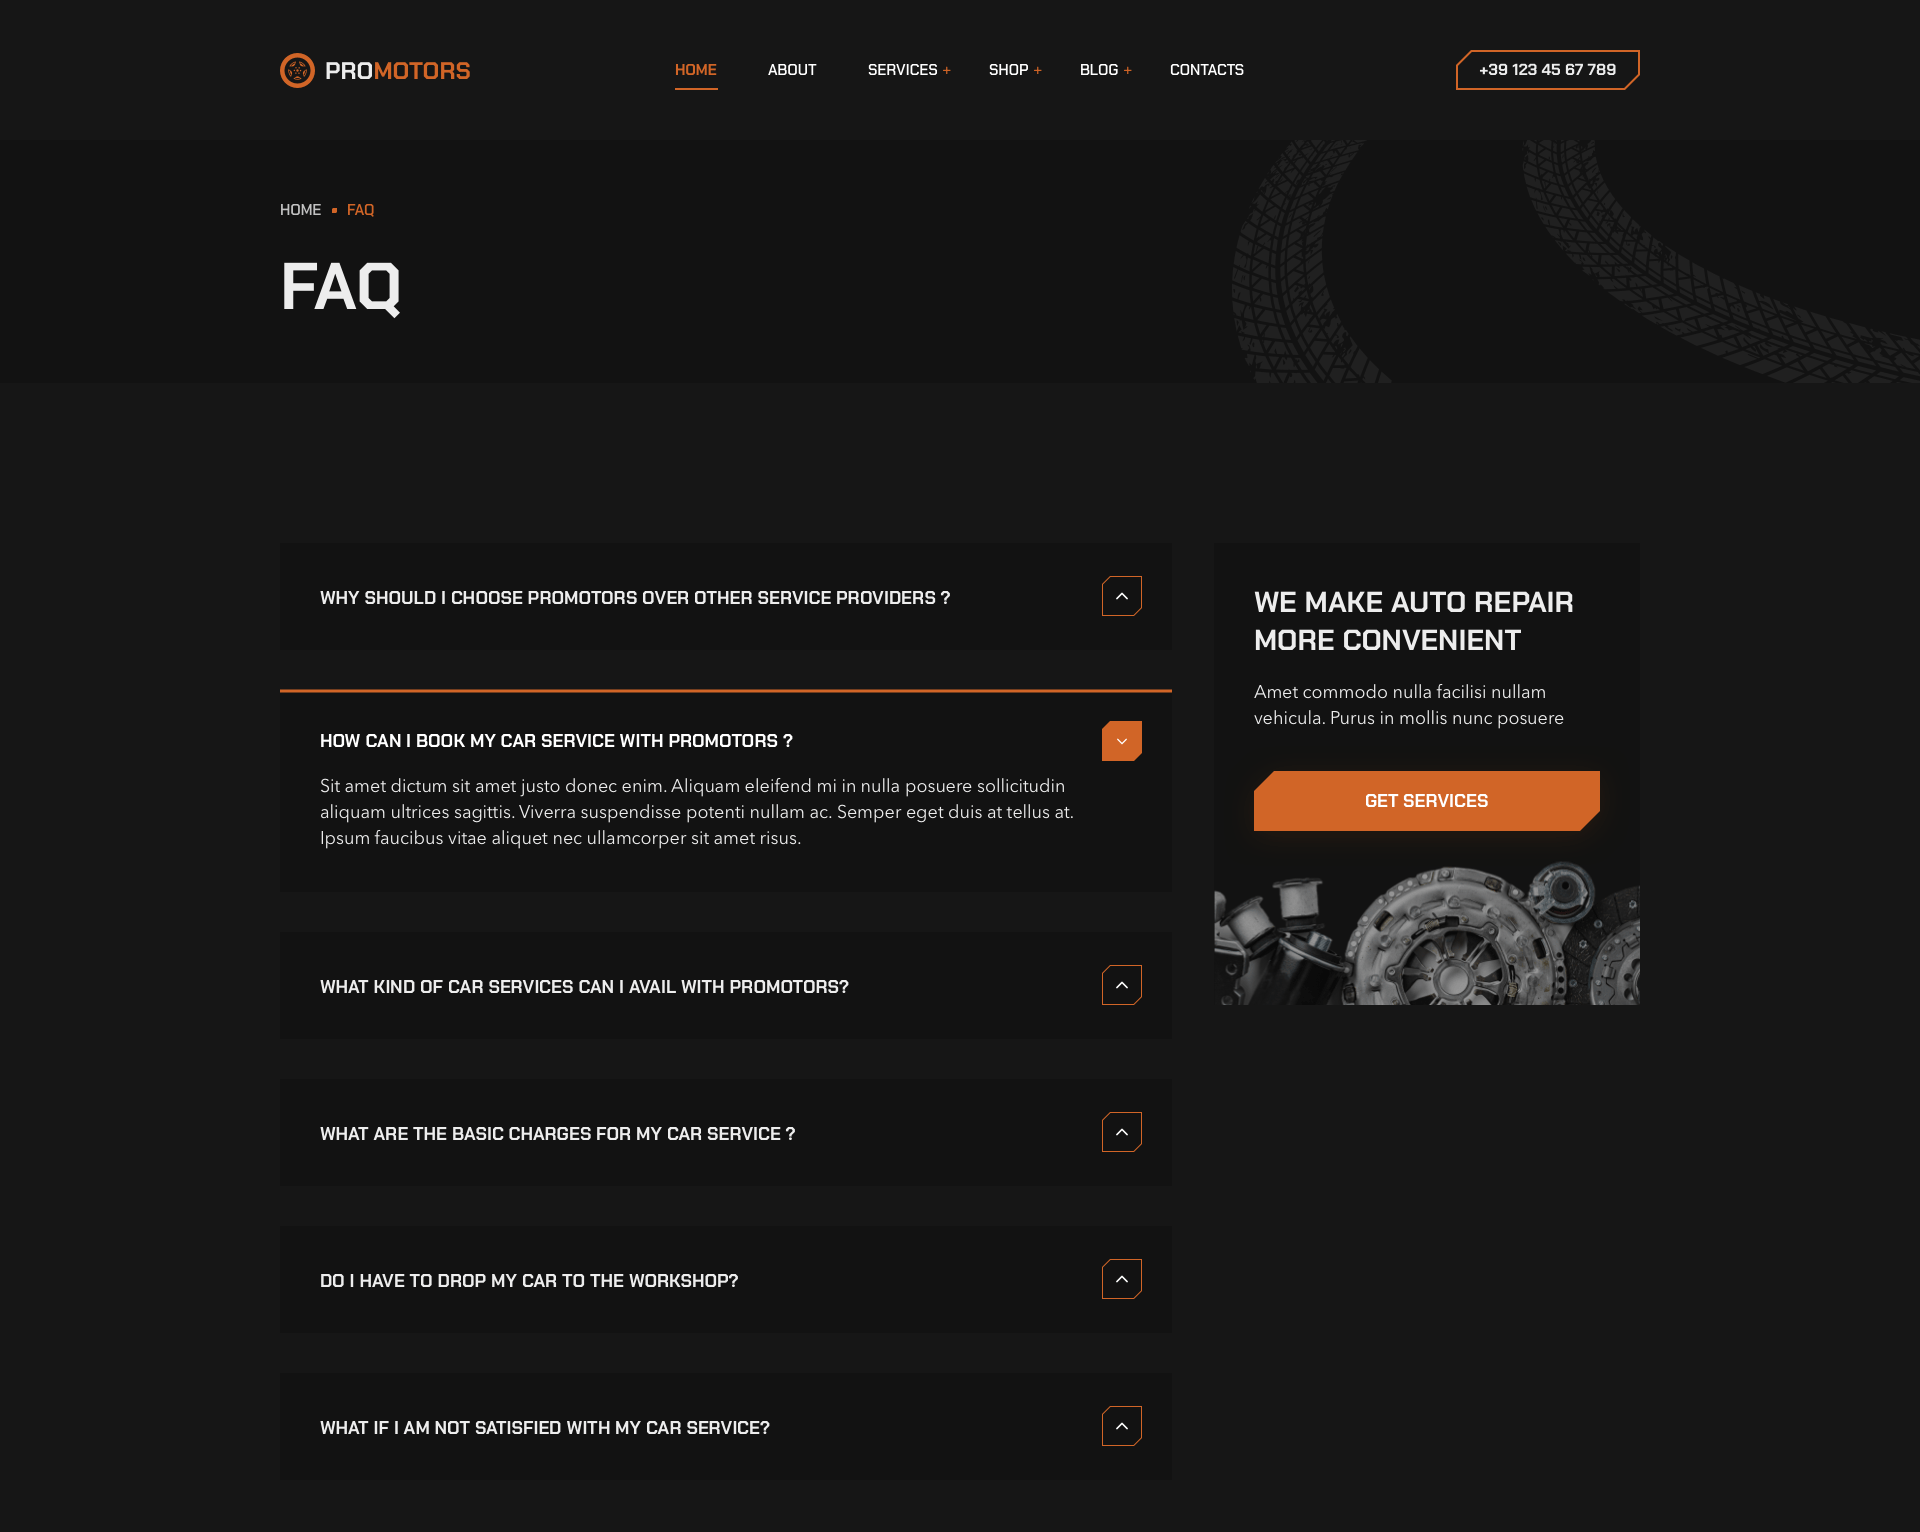 PROMOTORS
HOME
ABOUT
SERVICES +
SHOP +
BLOG +
CONTACTS
+39 123 45 67 789
HOME
FAQ
FAQ
WHY SHOULD I CHOOSE PROMOTORS OVER OTHER SERVICE PROVIDERS ?
HOW CAN I BOOK MY CAR SERVICE WITH PROMOTORS ?
Sit amet dictum sit amet justo donec enim. Aliquam eleifend mi in nulla posuere sollicitudin
aliquam ultrices sagittis. Viverra suspendisse potenti nullam ac. Semper eget duis at tellus at.
Ipsum faucibus vitae aliquet nec ullamcorper sit amet risus.
WHAT KIND OF CAR SERVICES CAN I AVAIL WITH PROMOTORS?
WHAT ARE THE BASIC CHARGES FOR MY CAR SERVICE ?
DO I HAVE TO DROP MY CAR TO THE WORKSHOP?
WHAT IF I AM NOT SATISFIED WITH MY CAR SERVICE?
WE MAKE AUTO REPAIR
MORE CONVENIENT
Amet commodo nulla facilisi nullam
vehicula. Purus in mollis nunc posuere
GET SERVICES